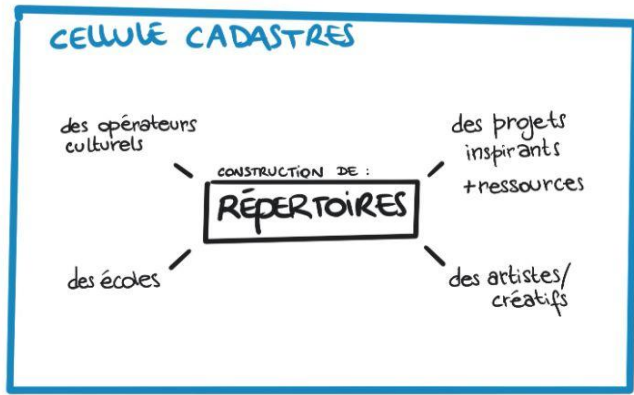 CELLULE CADASTRES
des opérateurs
culturels
des projets
inspirants
+ressources
CONSTRUCTION DE :
RÉPERTOIRES
des écoles
des artistes/
créatifs